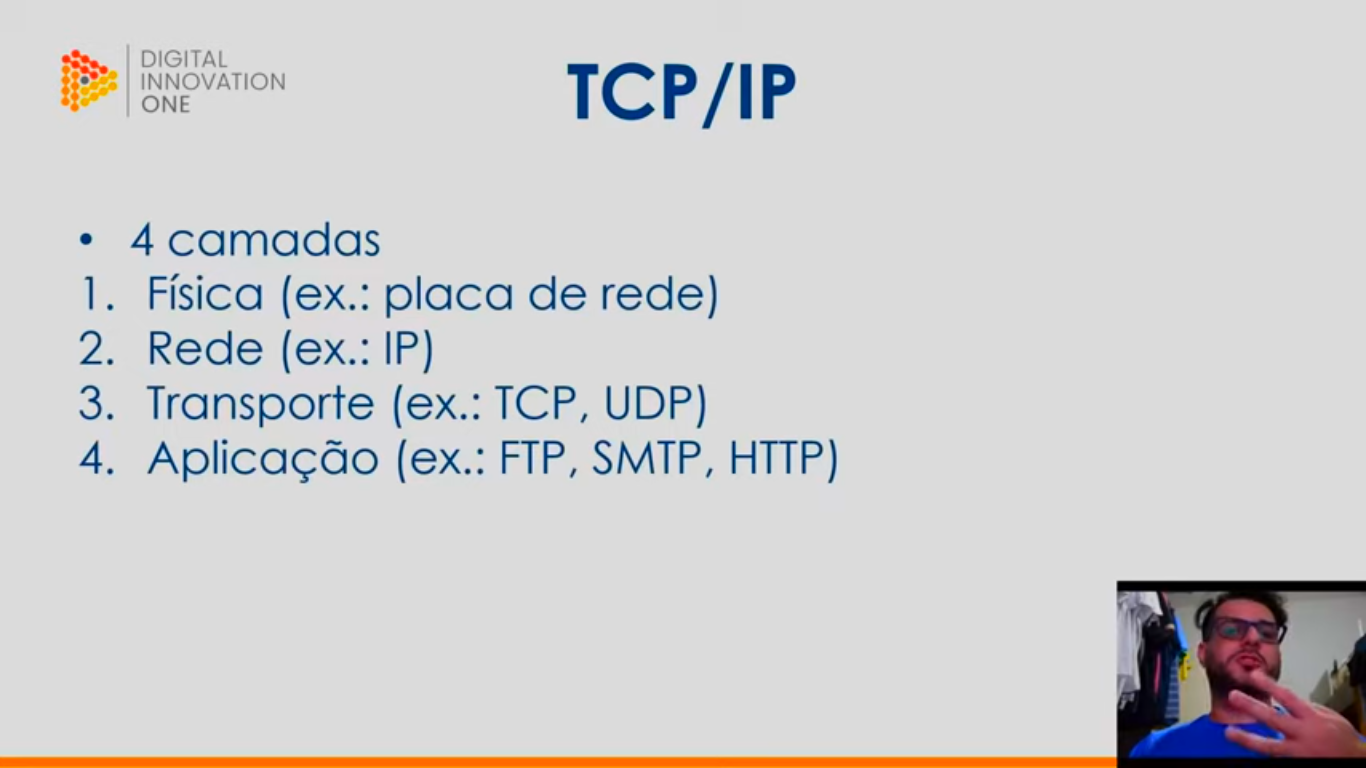 DIGITAL
INNOVATION
ONE
TCP/IP
• 4 camadas
1. Física (ex.: placa de rede)
2. Rede (ex.: IP)
3. Transporte (ex.: TCP, UDP)
4. Aplicação (ex.: FTP, SMTP, HTTP)